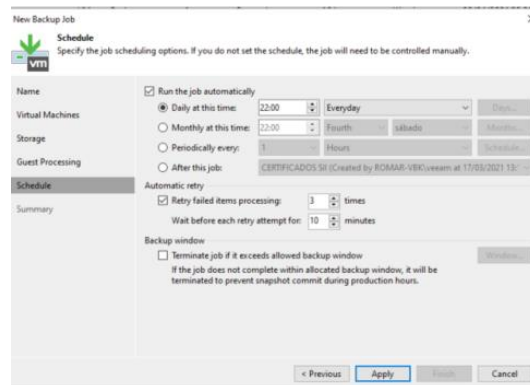 New Backup Job
Schedule
Specify the job scheduling options. If you do not set the schedule, the job will need to be controlled manually.
vm
Name
Virtual Machines
Storage
Guest Processing
Schedule
Summary
Run the job automatically
Daily at this time: 22:00 Everyday Days...
Monthly at this time: 22:00 Fourth sábado Months...
Periodically every: 1 Hours Schedule...
After this job: CERTIFICADOS SII (Created by ROMAR-VBK\veeam at 17/03/2021 13:
Automatic retry
Retry failed items processing: 3 times
Wait before each retry attempt for: 10 minutes
Backup window
Terminate job if it exceeds allowed backup window Window...
If the job does not complete within allocated backup window, it will be
terminated to prevent snapshot commit during production hours.
< Previous Apply Finish Cancel